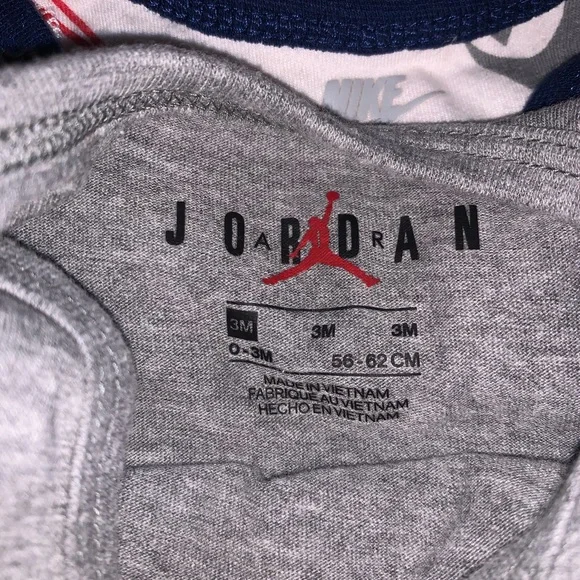 NIKE
JORDAN
AIR
3M 3M 3M
0-3M 56-62 CM
MADE IN VIETNAM
FABRIQUE AU VIETNAM
HECHO EN VIETNAM